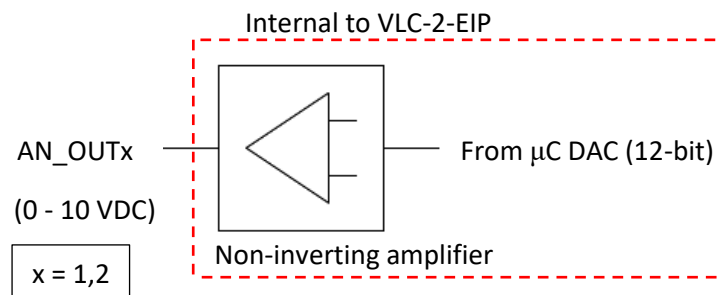 Internal to VLC-2-EIP
AN_OUTx
From μC DAC (12-bit)
(0 - 10 VDC)
Non-inverting amplifier
x = 1,2